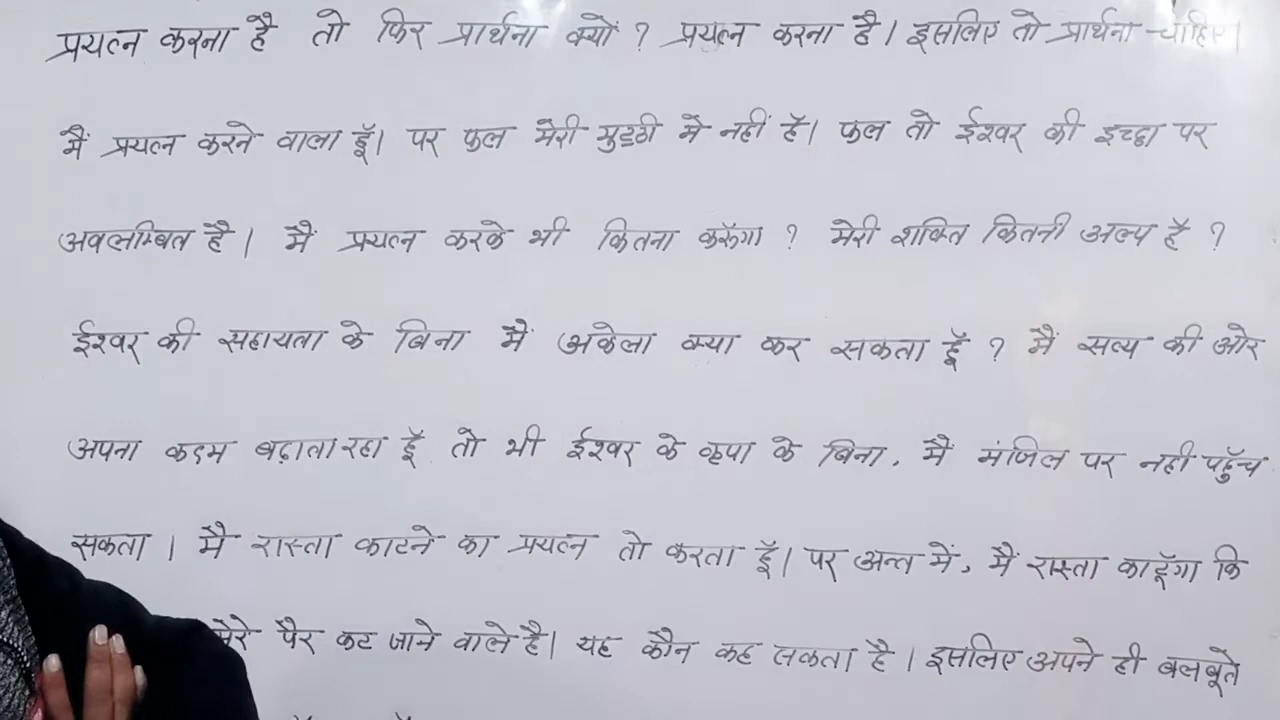 प्रयत्न करना है तो फिर प्रार्थना क्यों ? प्रयत्न करना है। इसलिए तो प्रार्थना चाहिए।
मैं प्रयत्न करने वाला हूँ। पर फल मेरी मुठ्ठी मे नहीं है। फल तो ईश्वर की इच्छा पर
अवलम्बित है। मैं प्रयत्न करके भी कितना करूँगा ? मेरी शक्ति कितनी अल्प है ?
ईश्वर की सहायता के बिना मैं अकेला क्या कर सकता हूँ ? मैं सत्य की ओर
अपना कदम बढ़ाता रहा हूँ तो भी ईश्वर के कृपा के बिना, मैं मंजिल पर नही पहुँच
सकता । मै रास्ता काटने का प्रयत्न तो करता हूँ। पर अन्त में, मैं रास्ता काटूँगा कि
मेरे पैर कट जाने वाले है। यह कौन कह सकता है । इसलिए अपने ही बलबूते